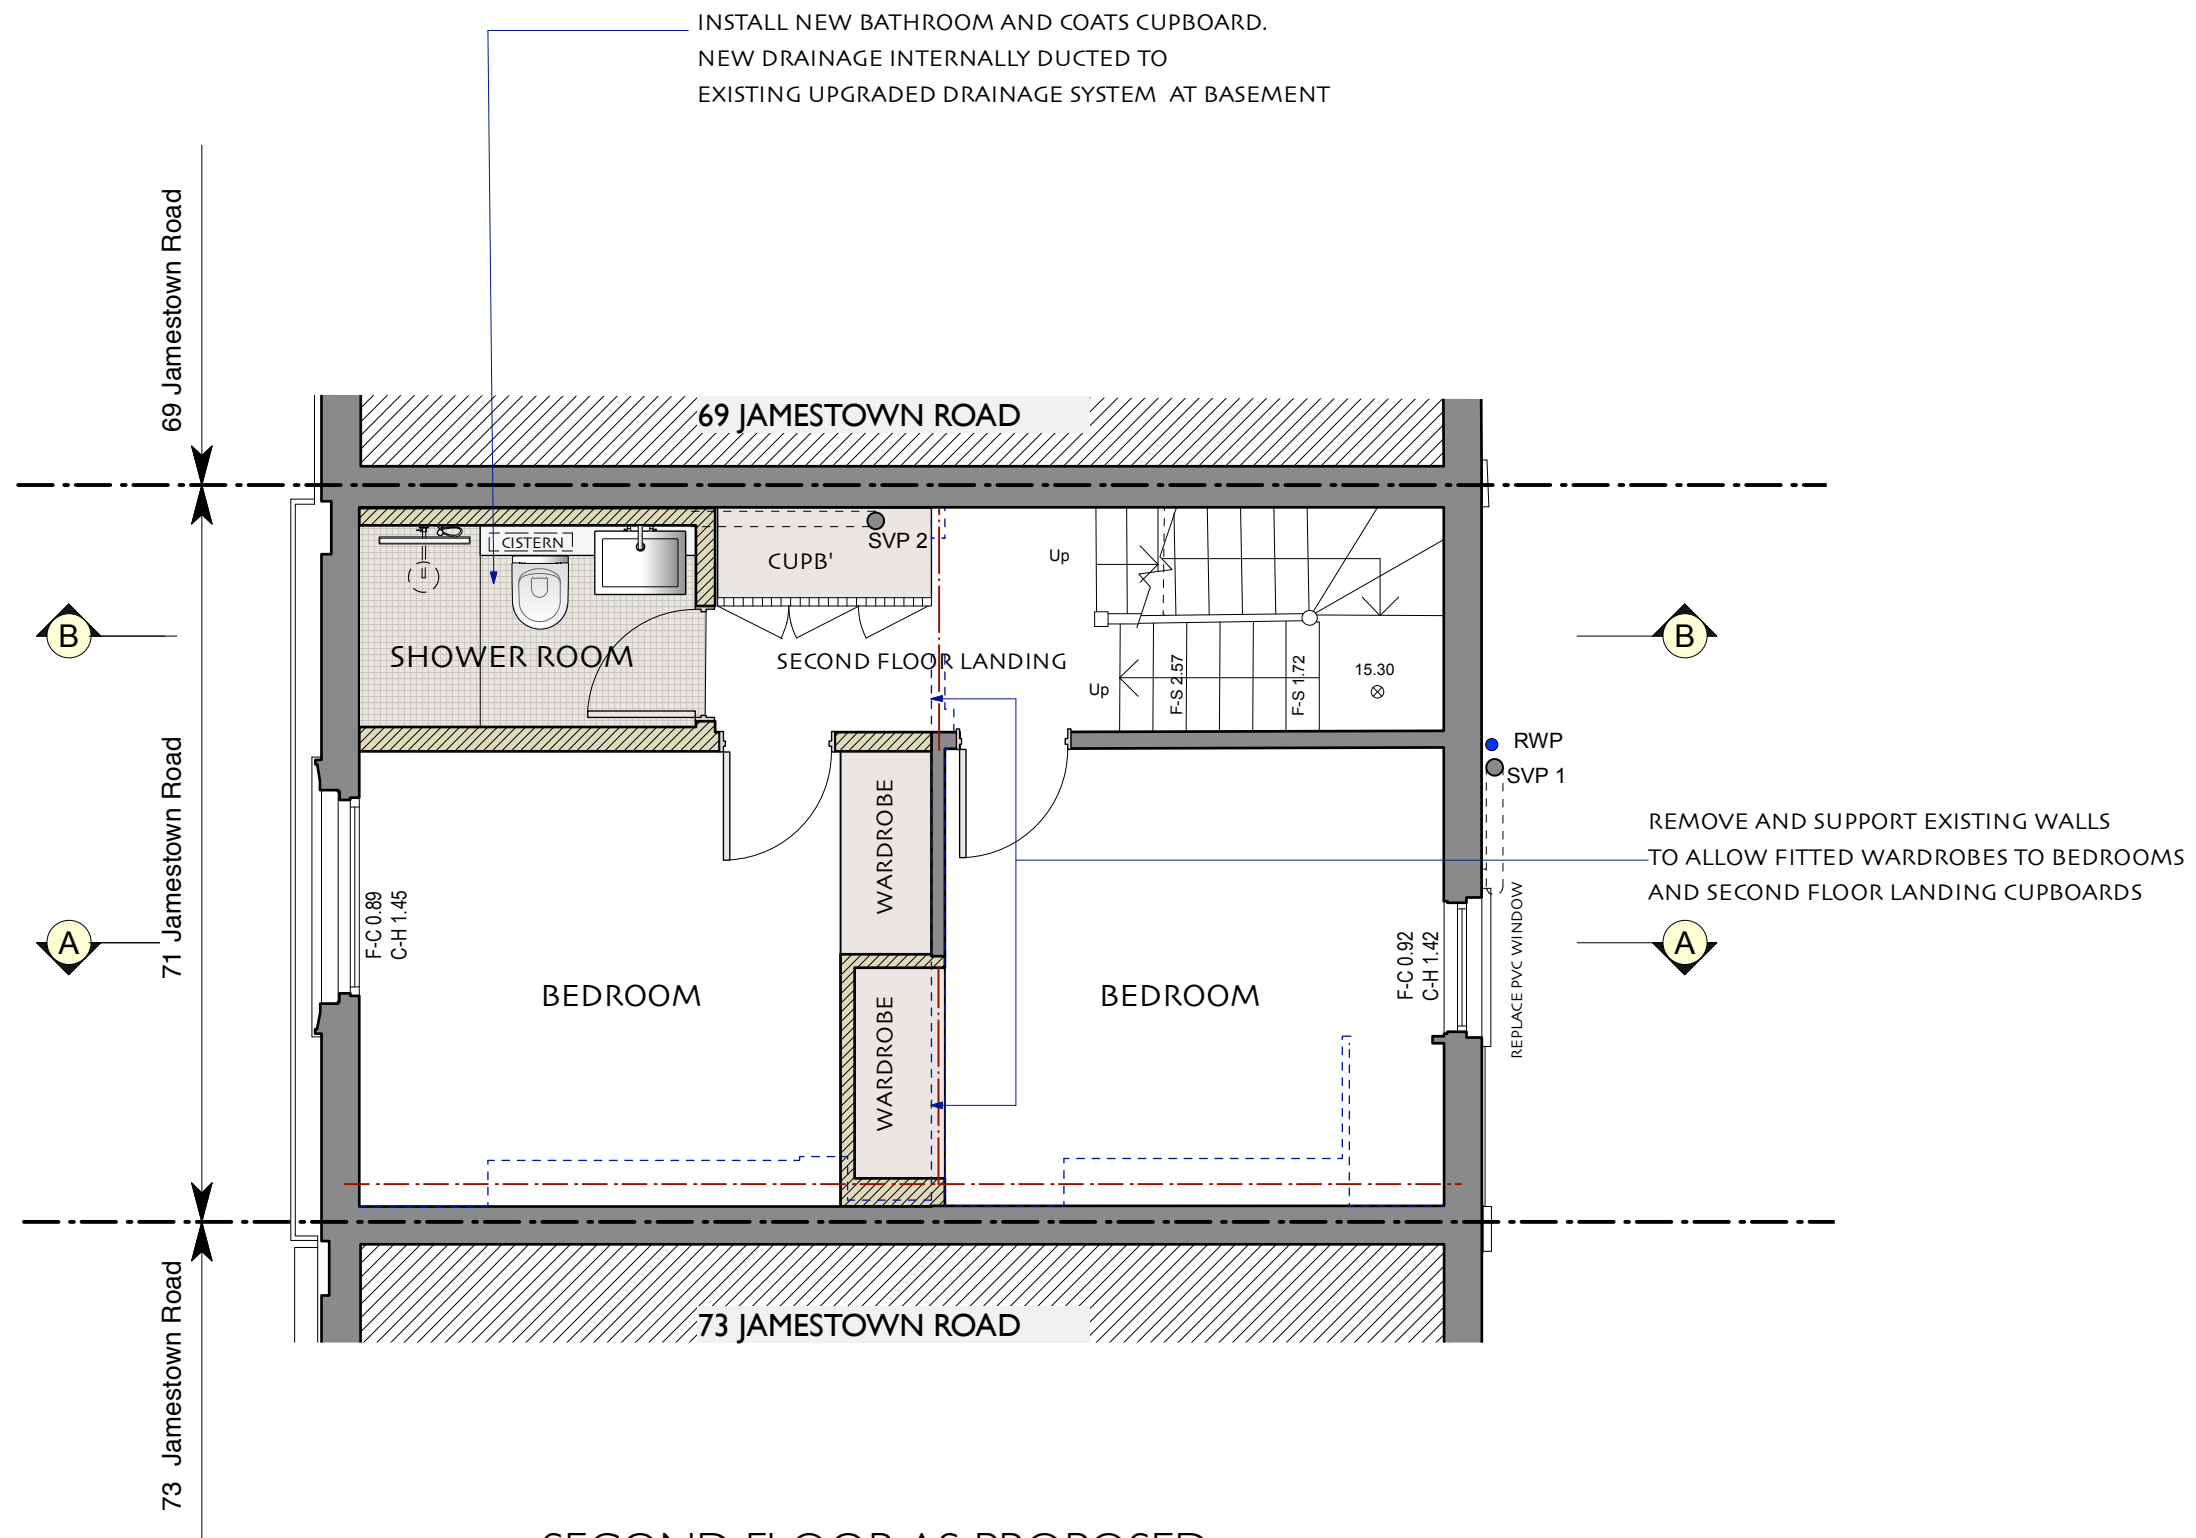 INSTALL NEW BATHROOM AND COATS CUPBOARD.
NEW DRAINAGE INTERNALLY DUCTED TO
EXISTING UPGRADED DRAINAGE SYSTEM AT BASEMENT
69 Jamestown Road
69 JAMESTOWN ROAD
CISTERN
SVP 2
CUPB'
Up
B
B
SHOWER ROOM
SECOND FLOOR LANDING
Up
F-S 2.57
F-S 1.72
15.30
RWP
SVP 1
71 Jamestown Road
WARDROBE
REMOVE AND SUPPORT EXISTING WALLS
TO ALLOW FITTED WARDROBES TO BEDROOMS
AND SECOND FLOOR LANDING CUPBOARDS
F-C 0.89
C-H 1.45
F-C 0.92
C-H 1.42
REPLACE PVC WINDOW
A
A
BEDROOM
BEDROOM
WARDROBE
73 JAMESTOWN ROAD
73 Jamestown Road
SECOND FLOOR AS PROPOSED